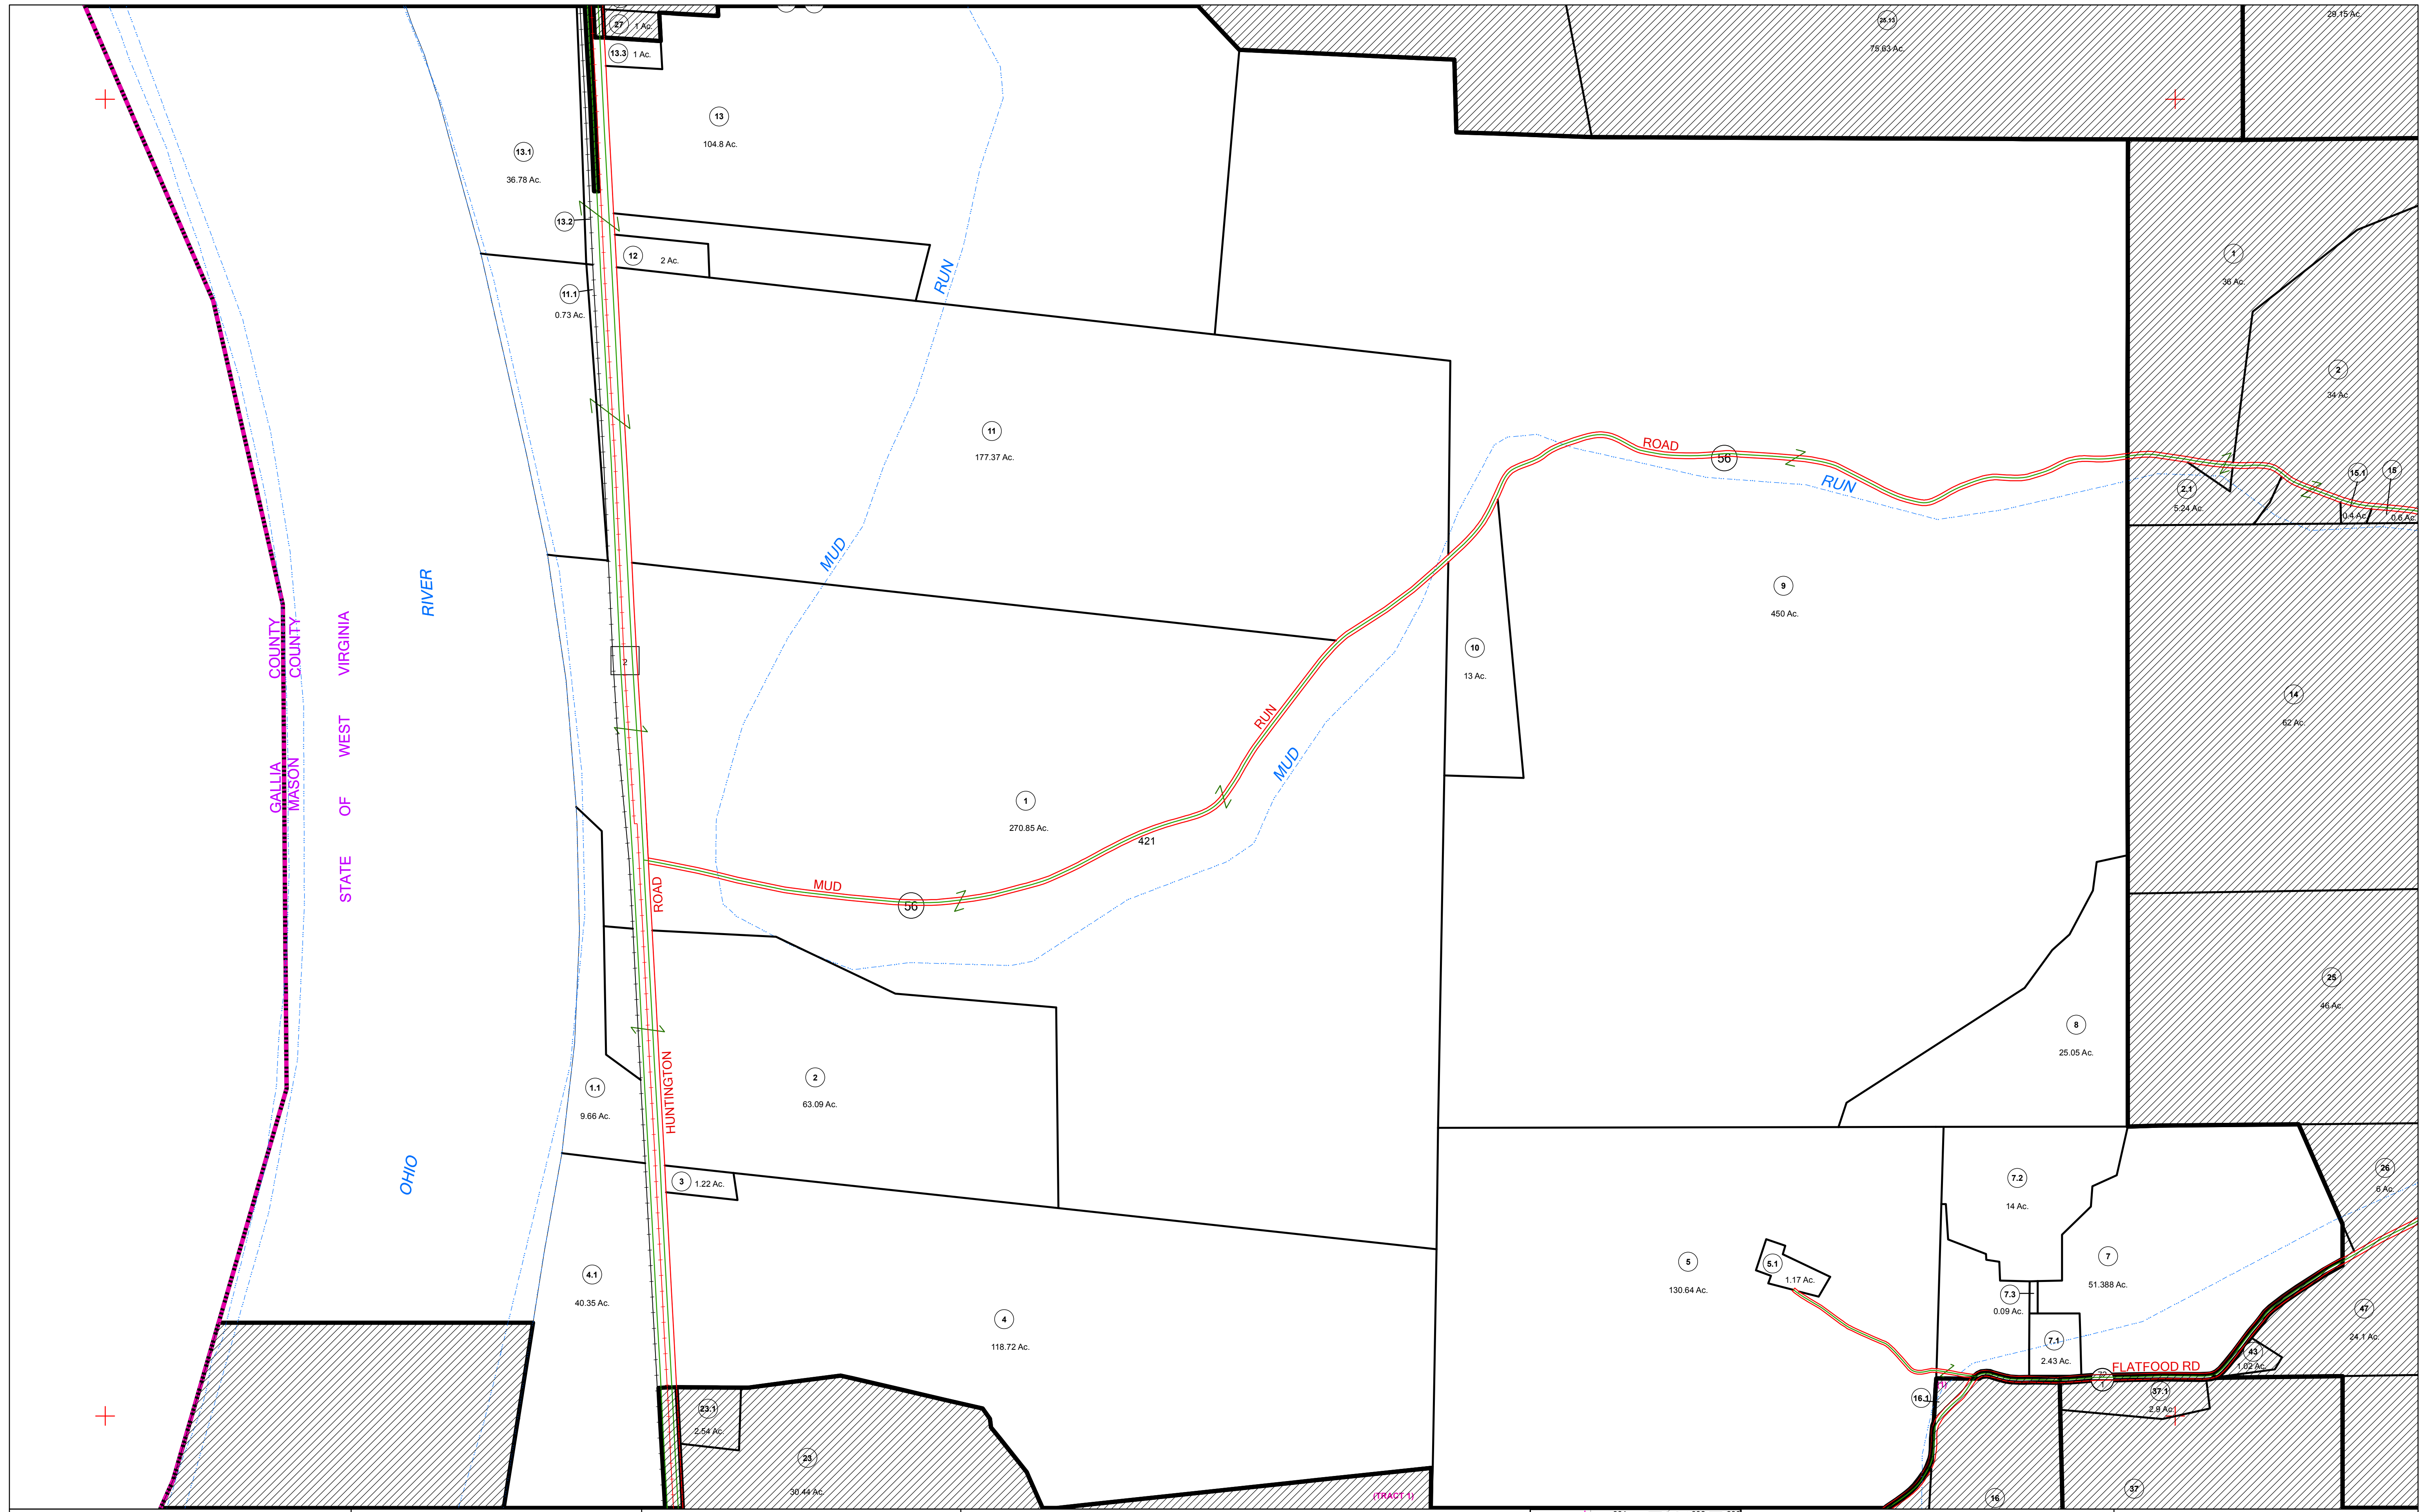 27
1 Ac.
13.3
1 Ac.
13
104.8 Ac.
13.1
36.78 Ac.
13.2
12
2 Ac.
11.1
0.73 Ac.
RUN
MUD
11
177.37 Ac.
25.13
75.63 Ac.
29.15 Ac.
1
36 Ac.
2
34 Ac.
ROAD
56
RUN
2.1
5.24 Ac.
15.1
0.4 Ac.
15
0.6 Ac.
9
450 Ac.
10
13 Ac.
14
62 Ac.
RIVER
GALLIA COUNTY
MASON COUNTY
STATE OF WEST VIRGINIA
2
RUN
MUD
1
270.85 Ac.
421
MUD
56
ROAD
HUNTINGTON
25
46 Ac.
8
25.05 Ac.
2
63.09 Ac.
1.1
9.66 Ac.
OHIO
3
1.22 Ac.
4.1
40.35 Ac.
4
118.72 Ac.
5
130.64 Ac.
5.1
1.17 Ac.
7.2
14 Ac.
7
51.388 Ac.
7.3
0.09 Ac.
7.1
2.43 Ac.
26
6 Ac.
47
24.1 Ac.
43
1.02 Ac.
FLATFOOD RD
37.1
2.9 Ac.
16.1
16
37
23.1
2.54 Ac.
23
30.44 Ac.
(TRACT 1)